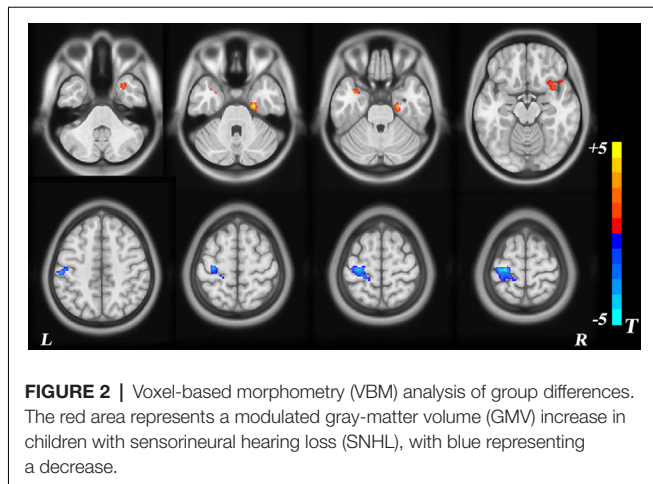 +5
-5 T
L R
FIGURE 2 | Voxel-based morphometry (VBM) analysis of group differences.
The red area represents a modulated gray-matter volume (GMV) increase in
children with sensorineural hearing loss (SNHL), with blue representing
a decrease.